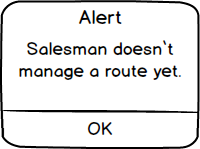 Alert
Salesman doesn`t
manage a route yet.
OK